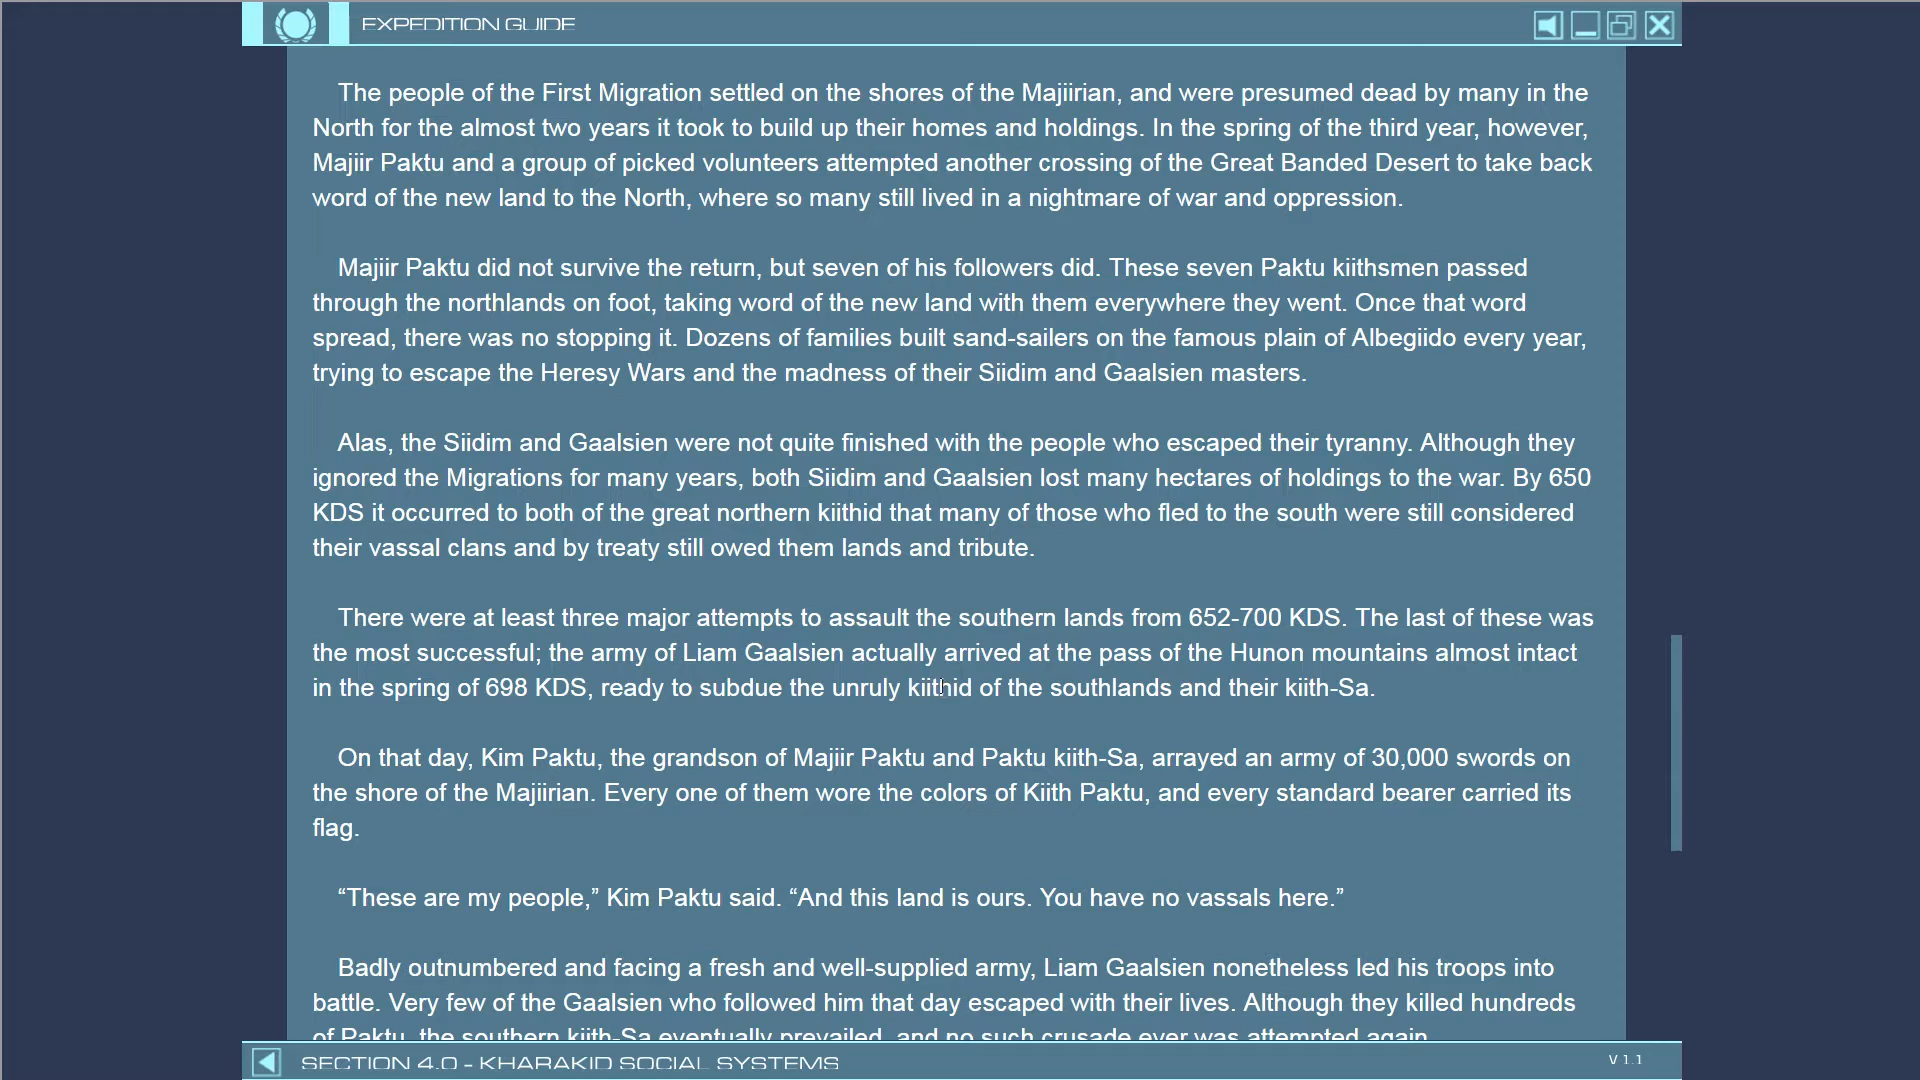 EXPEDITION GUIDE
The people of the First Migration settled on the shores of the Majiirian, and were presumed dead by many in the
North for the almost two years it took to build up their homes and holdings. In the spring of the third year, however,
Majiir Paktu and a group of picked volunteers attempted another crossing of the Great Banded Desert to take back
word of the new land to the North, where so many still lived in a nightmare of war and oppression.
Majiir Paktu did not survive the return, but seven of his followers did. These seven Paktu kiithsmen passed
through the northlands on foot, taking word of the new land with them everywhere they went. Once that word
spread, there was no stopping it. Dozens of families built sand-sailers on the famous plain of Albegiido every year,
trying to escape the Heresy Wars and the madness of their Siidim and Gaalsien masters.
Alas, the Siidim and Gaalsien were not quite finished with the people who escaped their tyranny. Although they
ignored the Migrations for many years, both Siidim and Gaalsien lost many hectares of holdings to the war. By 650
KDS it occurred to both of the great northern kiithid that many of those who fled to the south were still considered
their vassal clans and by treaty still owed them lands and tribute.
There were at least three major attempts to assault the southern lands from 652-700 KDS. The last of these was
the most successful; the army of Liam Gaalsien actually arrived at the pass of the Hunon mountains almost intact
in the spring of 698 KDS, ready to subdue the unruly kiithid of the southlands and their kiith-Sa.
On that day, Kim Paktu, the grandson of Majiir Paktu and Paktu kiith-Sa, arrayed an army of 30,000 swords on
the shore of the Majiirian. Every one of them wore the colors of Kiith Paktu, and every standard bearer carried its
flag.
“These are my people,” Kim Paktu said. “And this land is ours. You have no vassals here.”
Badly outnumbered and facing a fresh and well-supplied army, Liam Gaalsien nonetheless led his troops into
battle. Very few of the Gaalsien who followed him that day escaped with their lives. Although they killed hundreds
of Paktu, the southern kiith-Sa eventually prevailed, and no such crusade ever was attempted again.
SECTION 4.0 - KHARAKID SOCIAL SYSTEMS
V 1.1